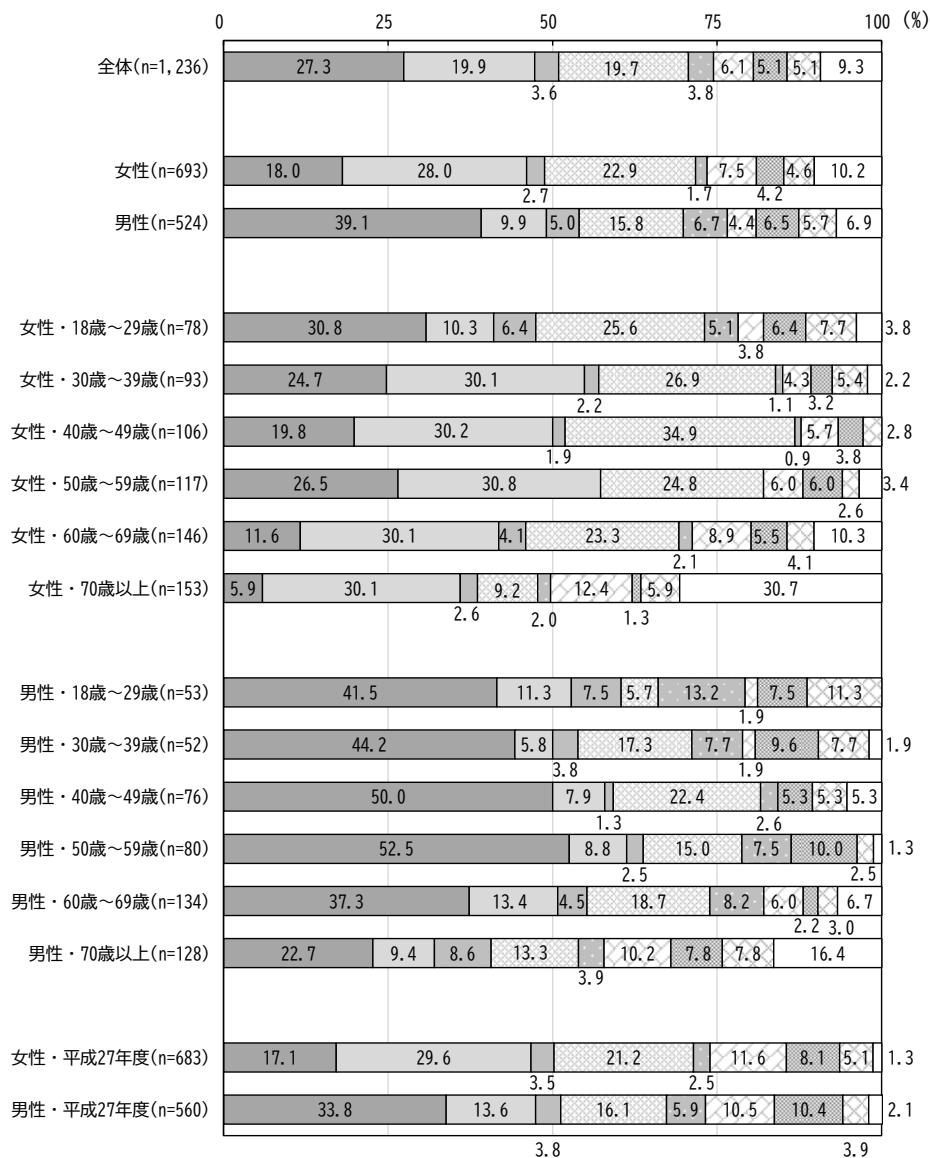 0 25 50 75 100 (%)
全体(n=1,236) 27.3 19.9 19.7 6.1 5.1 5.1 9.3
3.6 3.8
女性(n=693) 18.0 28.0 22.9 7.5 4.6 10.2
2.7 1.7 4.2
男性(n=524) 39.1 9.9 5.0 15.8 6.7 4.4 6.5 5.7 6.9
女性・18歳～29歳(n=78) 30.8 10.3 6.4 25.6 5.1 6.4 7.7 3.8
3.8
女性・30歳～39歳(n=93) 24.7 30.1 26.9 4.3 5.4 2.2
2.2 1.1 3.2
女性・40歳～49歳(n=106) 19.8 30.2 34.9 5.7 2.8
1.9 0.9 3.8
女性・50歳～59歳(n=117) 26.5 30.8 24.8 6.0 6.0 3.4
2.6
女性・60歳～69歳(n=146) 11.6 30.1 4.1 23.3 8.9 5.5 10.3
2.1 4.1
女性・70歳以上(n=153) 5.9 30.1 9.2 12.4 5.9 30.7
2.6 2.0 1.3
男性・18歳～29歳(n=53) 41.5 11.3 7.5 5.7 13.2 7.5 11.3
1.9
男性・30歳～39歳(n=52) 44.2 5.8 17.3 7.7 9.6 7.7 1.9
3.8 1.9
男性・40歳～49歳(n=76) 50.0 7.9 22.4 5.3 5.3 5.3
1.3 2.6
男性・50歳～59歳(n=80) 52.5 8.8 15.0 7.5 10.0 1.3
2.5 2.5
男性・60歳～69歳(n=134) 37.3 13.4 4.5 18.7 8.2 6.0 6.7
2.2 3.0
男性・70歳以上(n=128) 22.7 9.4 8.6 13.3 10.2 7.8 7.8 16.4
3.9
女性・平成27年度(n=683) 17.1 29.6 21.2 11.6 8.1 5.1 1.3
3.5 2.5
男性・平成27年度(n=560) 33.8 13.6 16.1 5.9 10.5 10.4 2.1
3.8 3.9